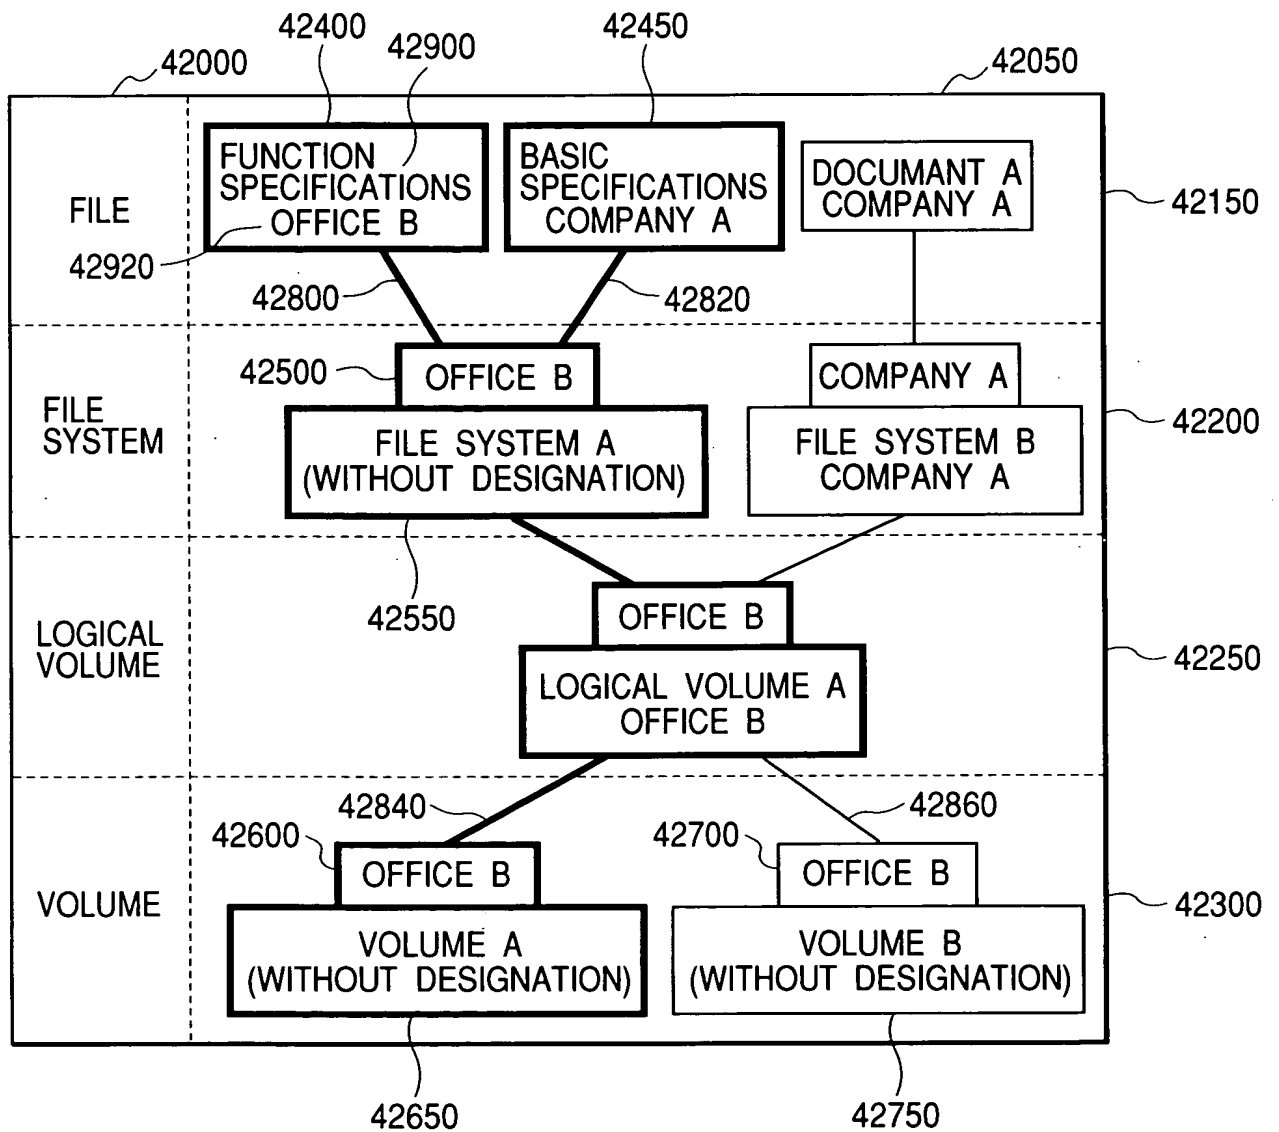 42400
42450
42900
42000
42050
FUNCTION
SPECIFICATIONS
OFFICE B
BASIC
SPECIFICATIONS
COMPANY A
DOCUMANT A
COMPANY A
FILE
42150
42920
42800
42820
42500
OFFICE B
COMPANY A
FILE
SYSTEM
FILE SYSTEM A
(WITHOUT DESIGNATION)
FILE SYSTEM B
COMPANY A
42200
42550
OFFICE B
LOGICAL
VOLUME
42250
LOGICAL VOLUME A
OFFICE B
42840
42860
42600
42700
OFFICE B
OFFICE B
VOLUME
42300
VOLUME A
(WITHOUT DESIGNATION)
VOLUME B
(WITHOUT DESIGNATION)
42650
42750